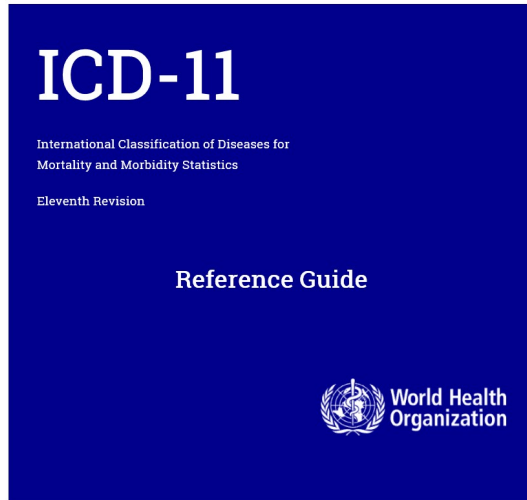 ICD-11
International Classification of Diseases for
Mortality and Morbidity Statistics
Eleventh Revision
Reference Guide
World Health
Organization